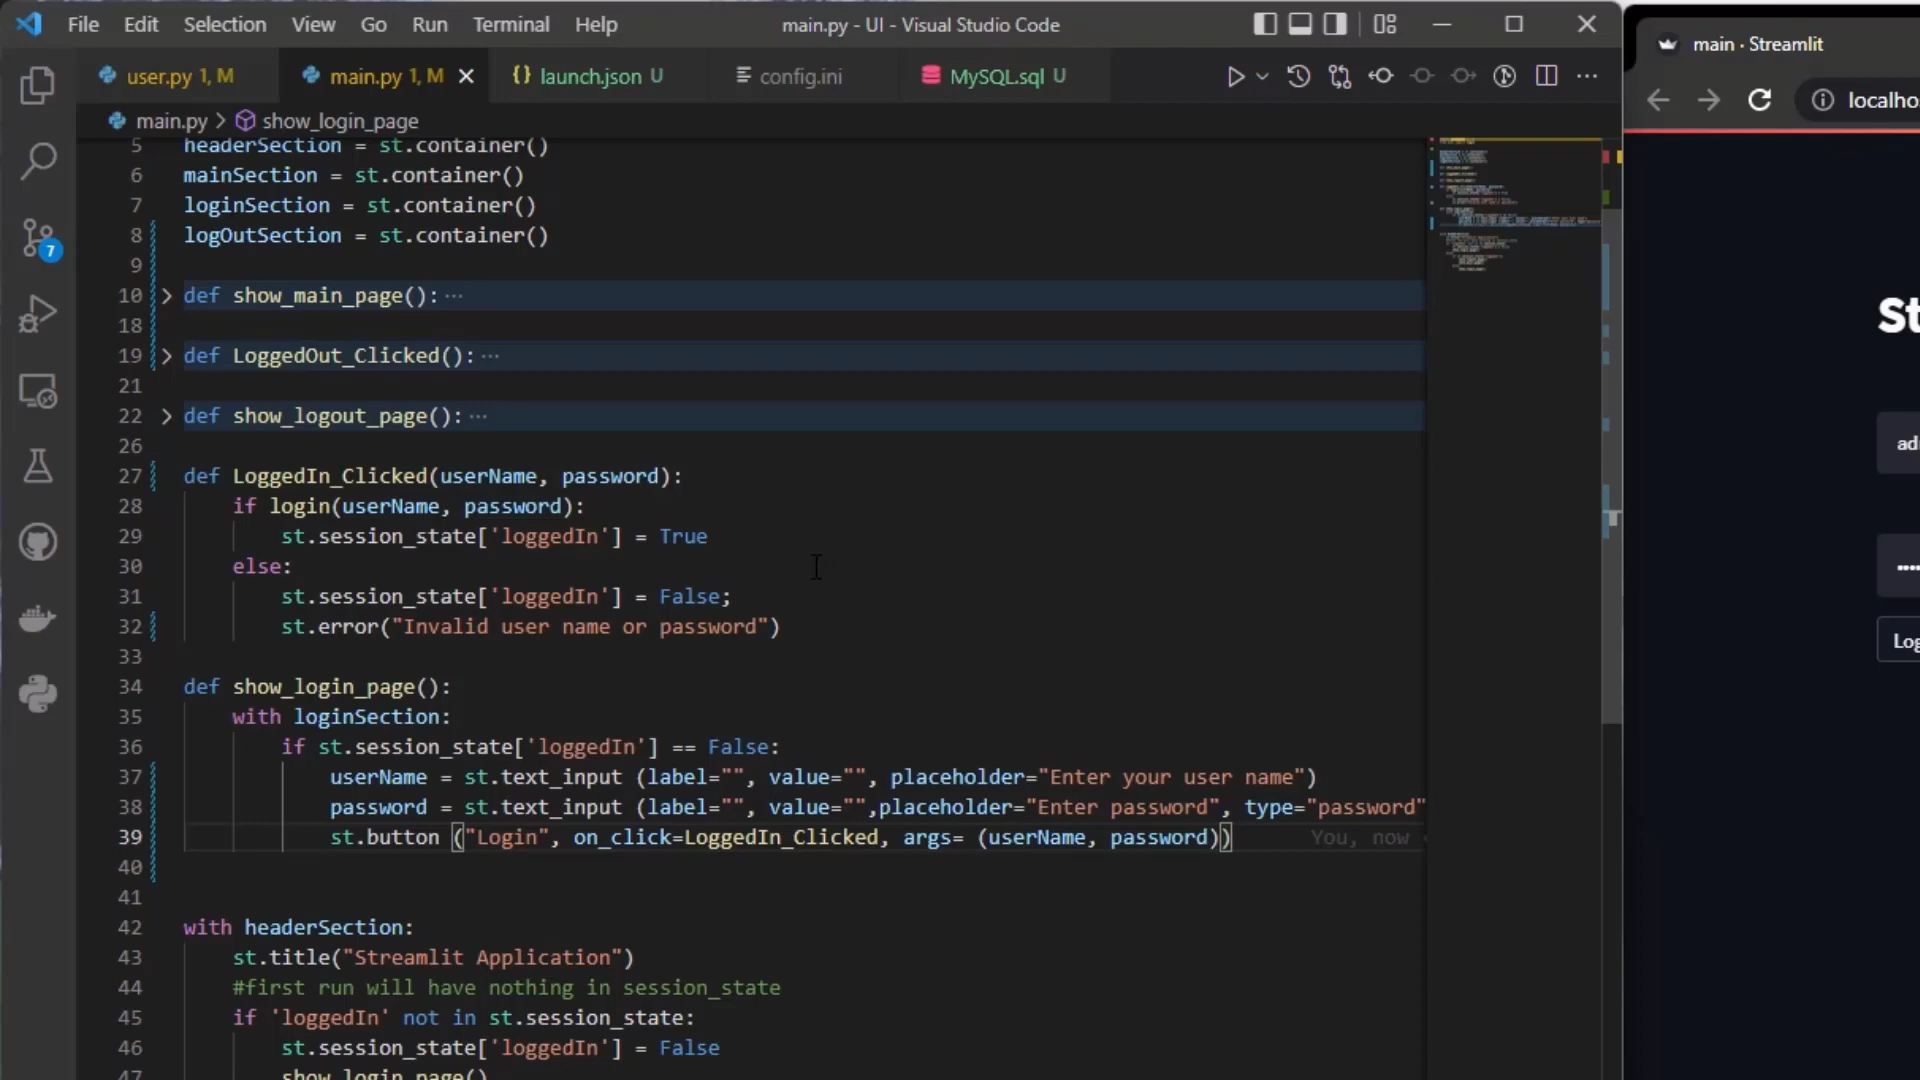 File Edit Selection View Go Run Terminal Help main.py - UI - Visual Studio Code
user.py 1, M main.py 1, M launch.json U config.ini MySQL.sql U
main.py > show_login_page
5 headerSection = st.container()
6 mainSection = st.container()
7 loginSection = st.container()
8 logOutSection = st.container()
9
10 def show_main_page(): ···
18
19 def LoggedOut_Clicked(): ···
21
22 def show_logout_page(): ···
26
27 def LoggedIn_Clicked(userName, password):
28 if login(userName, password):
29 st.session_state['loggedIn'] = True
30 else:
31 st.session_state['loggedIn'] = False;
32 st.error("Invalid user name or password")
33
34 def show_login_page():
35 with loginSection:
36 if st.session_state['loggedIn'] == False:
37 userName = st.text_input (label="", value="", placeholder="Enter your user name")
38 password = st.text_input (label="", value="",placeholder="Enter password", type="password"
39 st.button ("Login", on_click=LoggedIn_Clicked, args= (userName, password)) You, now
40
41
42 with headerSection:
43 st.title("Streamlit Application")
44 #first run will have nothing in session_state
45 if 'loggedIn' not in st.session_state:
46 st.session_state['loggedIn'] = False
47 show_login_page()
7
main · Streamlit
localho
St
ad
Log